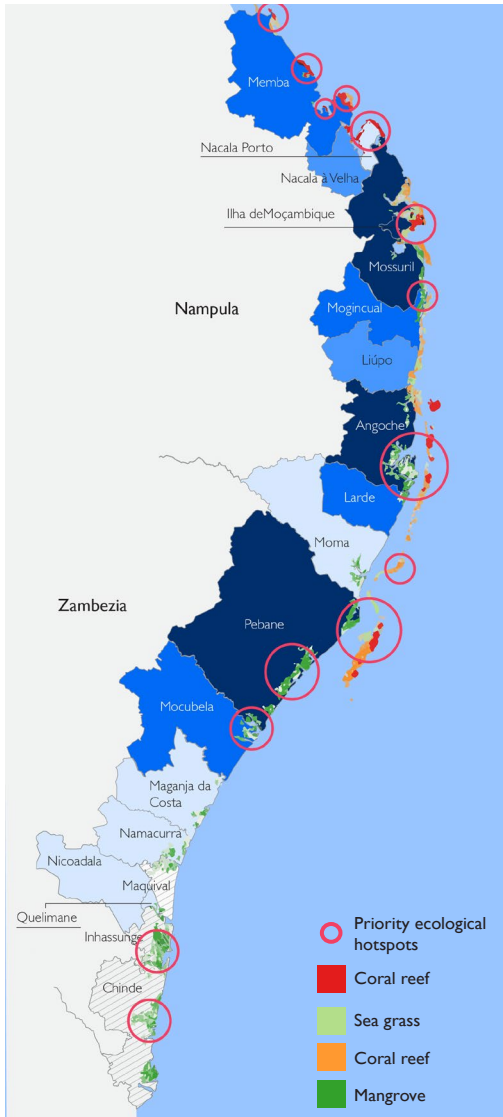 Memba
Nacala Porto
Nacala à Velha
Ilha deMoçambique
Mossuril
Nampula
Mogincual
Liúpo
Angoche
Larde
Moma
Zambezia
Pebane
Mocubela
Maganja da
Costa
Namacurra
Nicoadala
Maquival
Quelimane
Inhassunge
Chinde
Priority ecological
hotspots
Coral reef
Sea grass
Coral reef
Mangrove